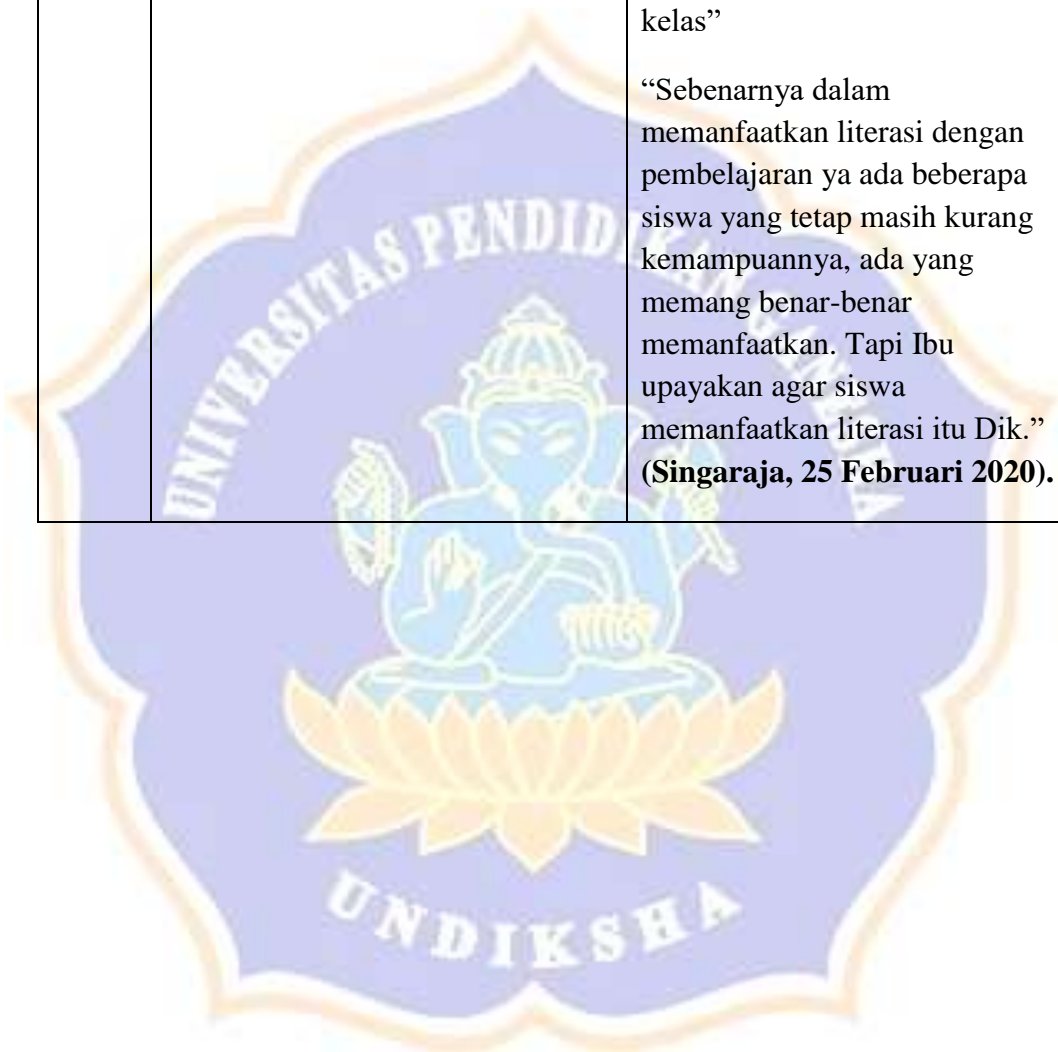 kelas”
“Sebenarnya dalam
memanfaatkan literasi dengan
pembelajaran ya ada beberapa
siswa yang tetap masih kurang
kemampuannya, ada yang
memang benar-benar
memanfaatkan. Tapi Ibu
upayakan agar siswa
memanfaatkan literasi itu Dik.”
(Singaraja, 25 Februari 2020).
UNIVERSITAS PENDIDIKAN GANESHA
UNDIKSHA